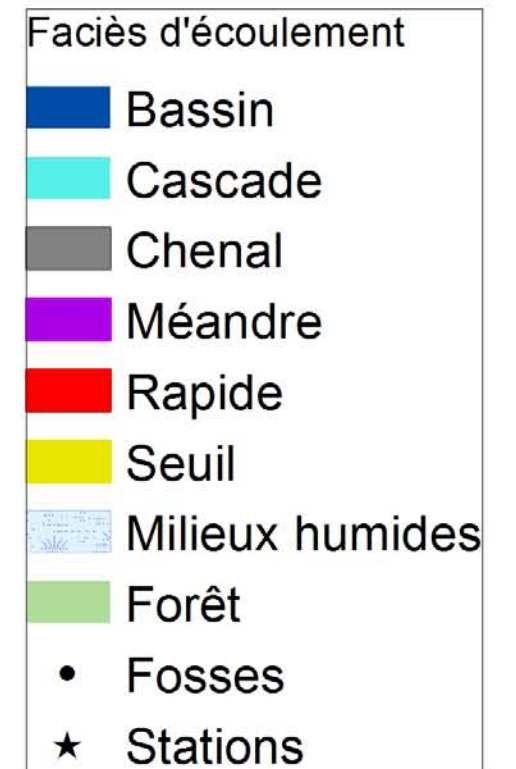 Faciès d'écoulement
Bassin
Cascade
Chenal
Méandre
Rapide
Seuil
Milieux humides
Forêt
Fosses
Stations